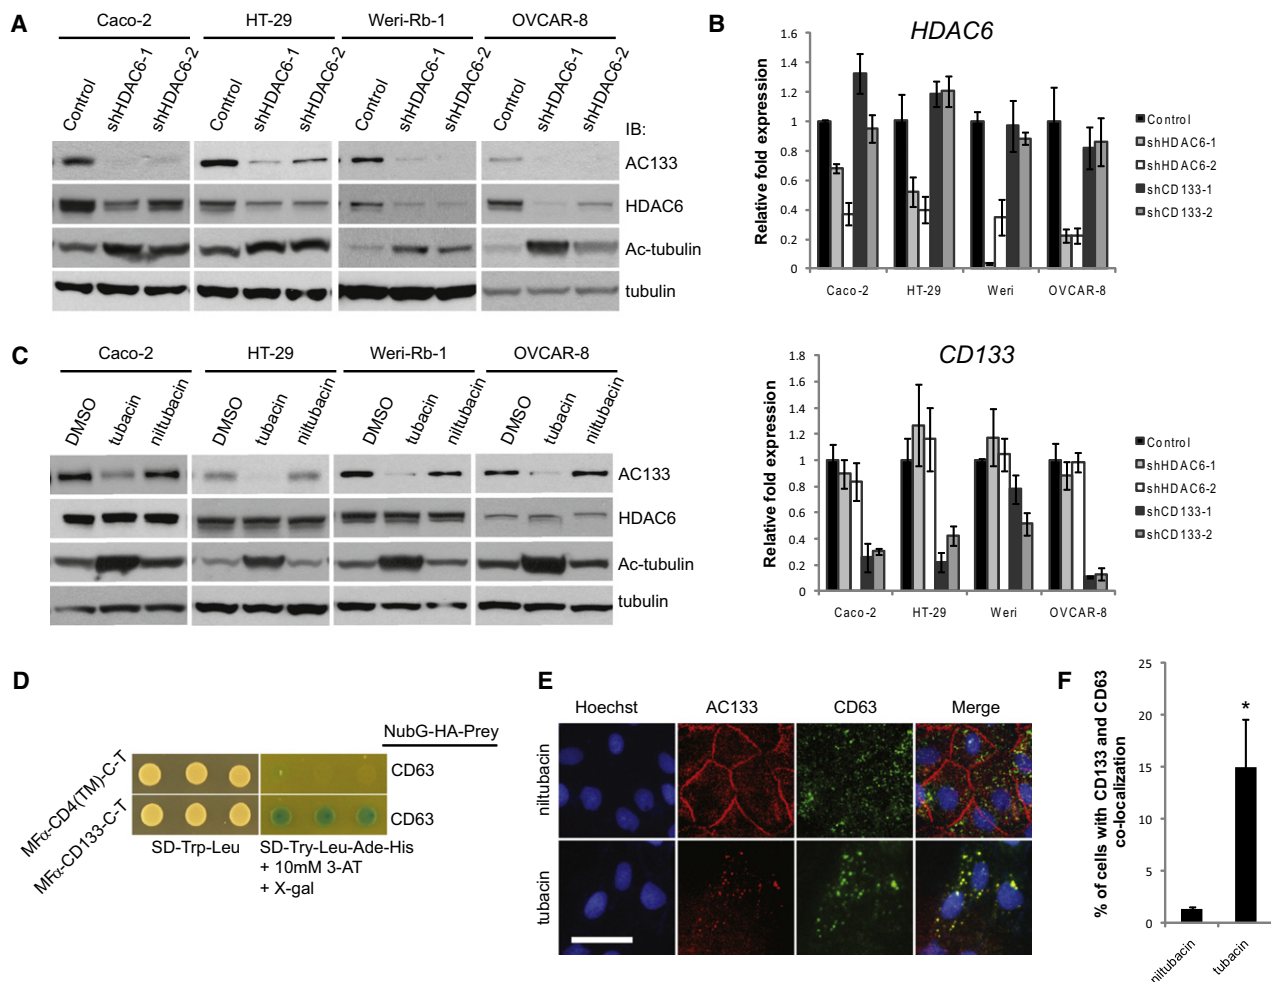 A
Caco-2 HT-29 Weri-Rb-1 OVCAR-8
Control shHDAC6-1 shHDAC6-2 Control shHDAC6-1 shHDAC6-2 Control shHDAC6-1 shHDAC6-2 Control shHDAC6-1 shHDAC6-2
IB:
AC133
HDAC6
Ac-tubulin
tubulin
B
HDAC6
Relative fold expression
1.6
1.4
1.2
1
0.8
0.6
0.4
0.2
0
Caco-2 HT-29 Weri OVCAR-8
Control
shHDAC6-1
shHDAC6-2
shCD133-1
shCD133-2
CD133
Relative fold expression
1.8
1.6
1.4
1.2
1
0.8
0.6
0.4
0.2
0
Caco-2 HT-29 Weri OVCAR-8
Control
shHDAC6-1
shHDAC6-2
shCD133-1
shCD133-2
C
Caco-2 HT-29 Weri-Rb-1 OVCAR-8
DMSO tubacin niltubacin DMSO tubacin niltubacin DMSO tubacin niltubacin DMSO tubacin niltubacin
AC133
HDAC6
Ac-tubulin
tubulin
D
NubG-HA-Prey
MFα-CD4(TM)-C-T
CD63
MFα-CD133-C-T
CD63
SD-Trp-Leu
SD-Try-Leu-Ade-His
+ 10mM 3-AT
+ X-gal
E
Hoechst AC133 CD63 Merge
niltubacin
tubacin
F
% of cells with CD133 and CD63
co-localization
25
20
15
10
5
0
*
niltubacin tubacin